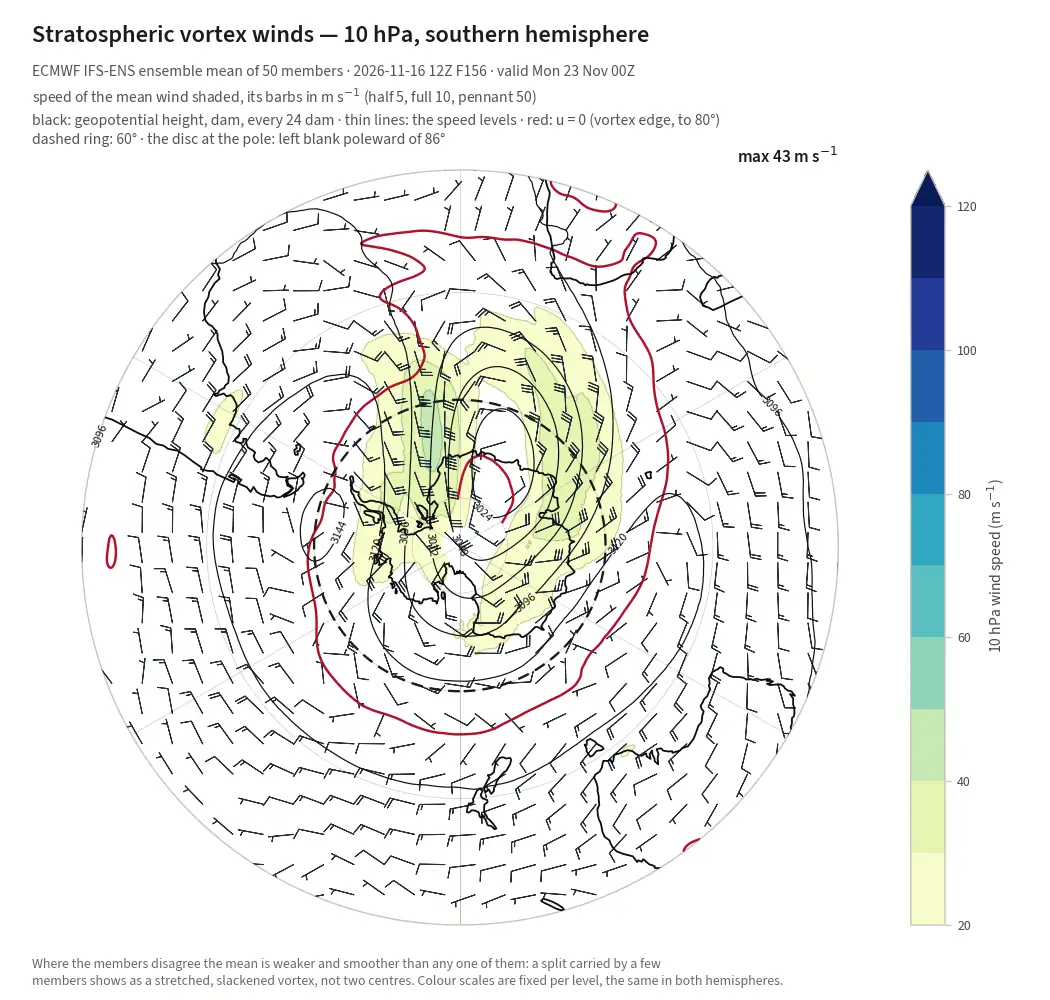 Stratospheric vortex winds — 10 hPa, southern hemisphere
ECMWF IFS-ENS ensemble mean of 50 members · 2026-11-16 12Z F156 · valid Mon 23 Nov 00Z
speed of the mean wind shaded, its barbs in m s⁻¹ (half 5, full 10, pennant 50)
black: geopotential height, dam, every 24 dam · thin lines: the speed levels · red: u = 0 (vortex edge, to 80°)
dashed ring: 60° · the disc at the pole: left blank poleward of 86°
max 43 m s⁻¹
120
100
80
60
40
20
10 hPa wind speed (m s⁻¹)
3096
3096
3024
3144
3120
3120
3096
Where the members disagree the mean is weaker and smoother than any one of them: a split carried by a few
members shows as a stretched, slackened vortex, not two centres. Colour scales are fixed per level, the same in both hemispheres.